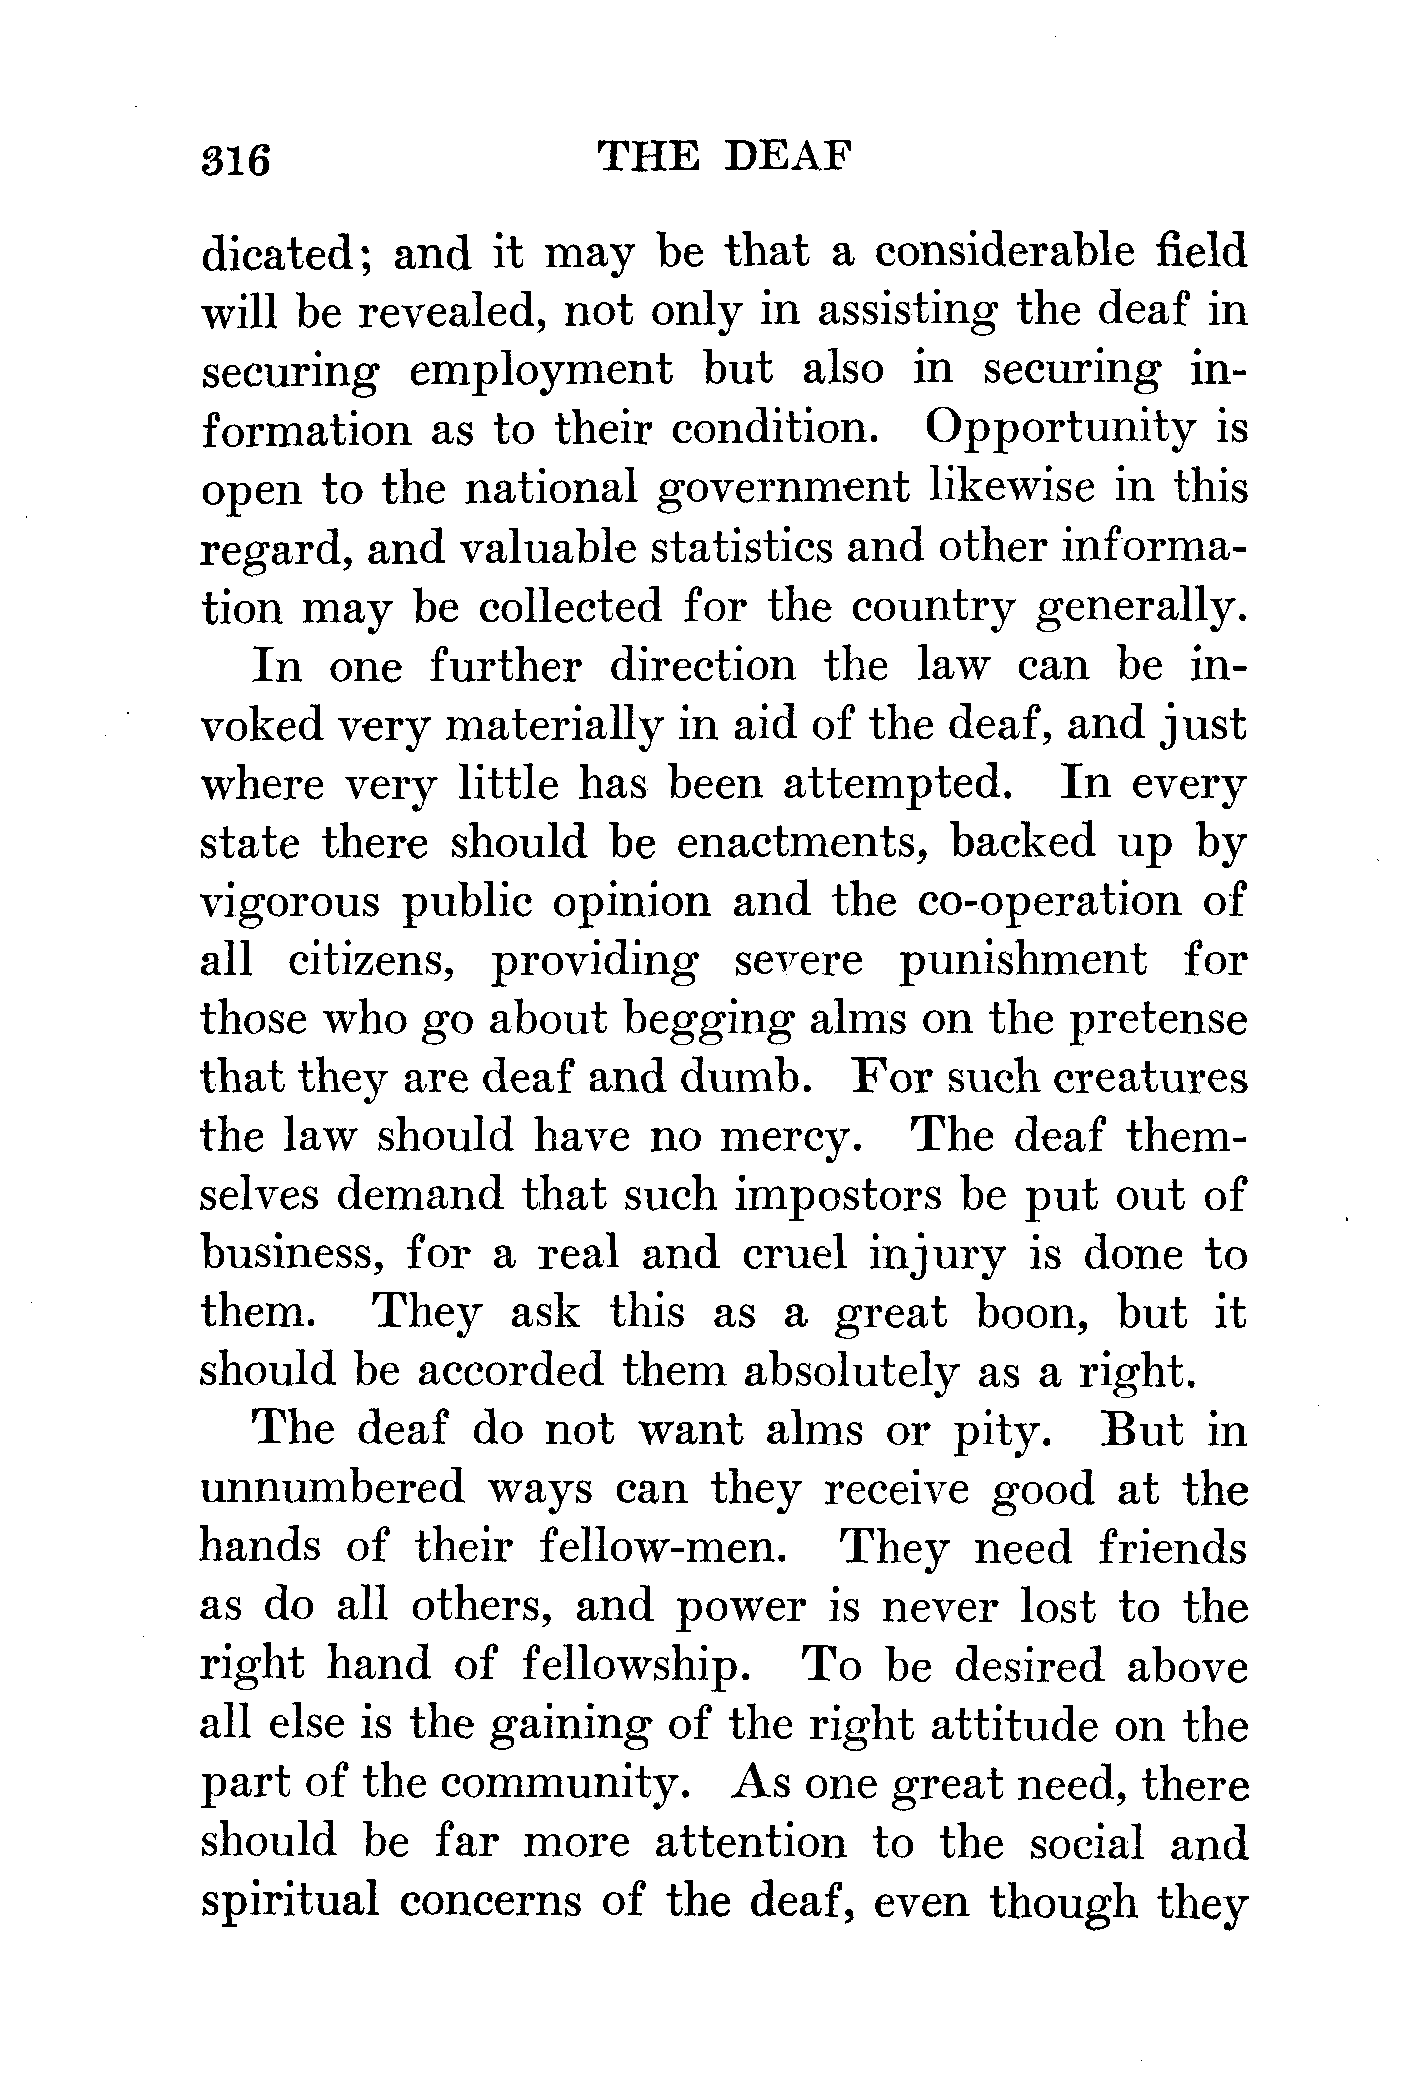 316 THE DEAF
dicated; and it may be that a considerable field
will be revealed, not only in assisting the deaf in
securing employment but also in securing in-
formation as to their condition. Opportunity is
open to the national government likewise in this
regard, and valuable statistics and other informa-
tion may be collected for the country generally.
In one further direction the law can be in-
voked very materially in aid of the deaf, and just
where very little has been attempted. In every
state there should be enactments, backed up by
vigorous public opinion and the co-operation of
all citizens, providing severe punishment for
those who go about begging alms on the pretense
that they are deaf and dumb. For such creatures
the law should have no mercy. The deaf them-
selves demand that such impostors be put out of
business, for a real and cruel injury is done to
them. They ask this as a great boon, but it
should be accorded them absolutely as a right.
The deaf do not want alms or pity. But in
unnumbered ways can they receive good at the
hands of their fellow-men. They need friends
as do all others, and power is never lost to the
right hand of fellowship. To be desired above
all else is the gaining of the right attitude on the
part of the community. As one great need, there
should be far more attention to the social and
spiritual concerns of the deaf, even though they